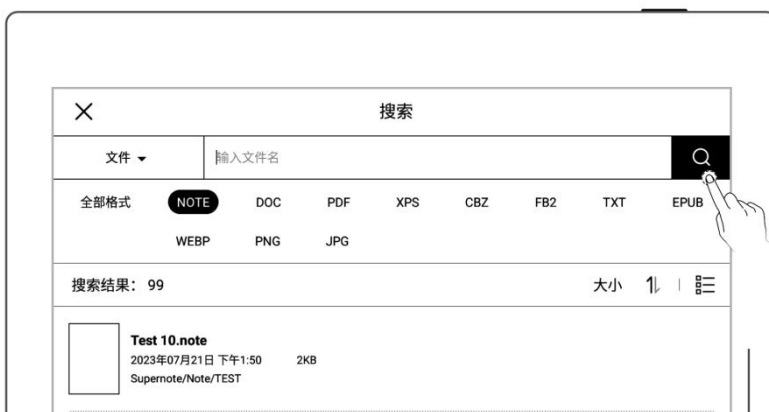 搜索
文件 输入文件名
全部格式 NOTE DOC PDF XPS CBZ FB2 TXT EPUB
WEBP PNG JPG
搜索结果: 99 大小
Test 10.note
2023年07月21日 下午1:50 2KB
Supernote/Note/TEST